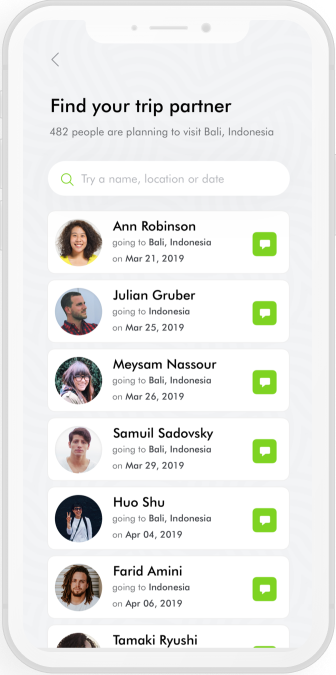 Find your trip partner
482 people are planning to visit Bali, Indonesia
Try a name, location or date
Ann Robinson
going to Bali, Indonesia
on Mar 21, 2019
Julian Gruber
going to Indonesia
on Mar 25, 2019
Meysam Nassour
going to Bali, Indonesia
on Mar 26, 2019
Samuil Sadovsky
going to Bali, Indonesia
on Mar 29, 2019
Huo Shu
going to Bali, Indonesia
on Apr 04, 2019
Farid Amini
going to Indonesia
on Apr 06, 2019
Tamaki Ryushi